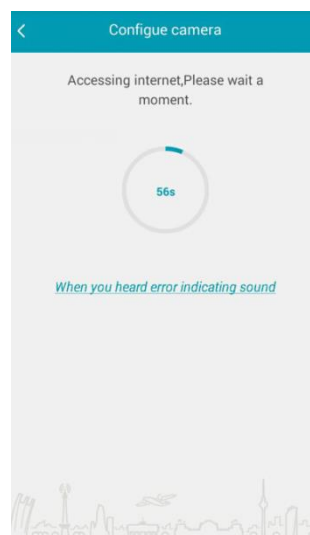 Configue camera
Accessing internet,Please wait a
moment.
56s
When you heard error indicating sound